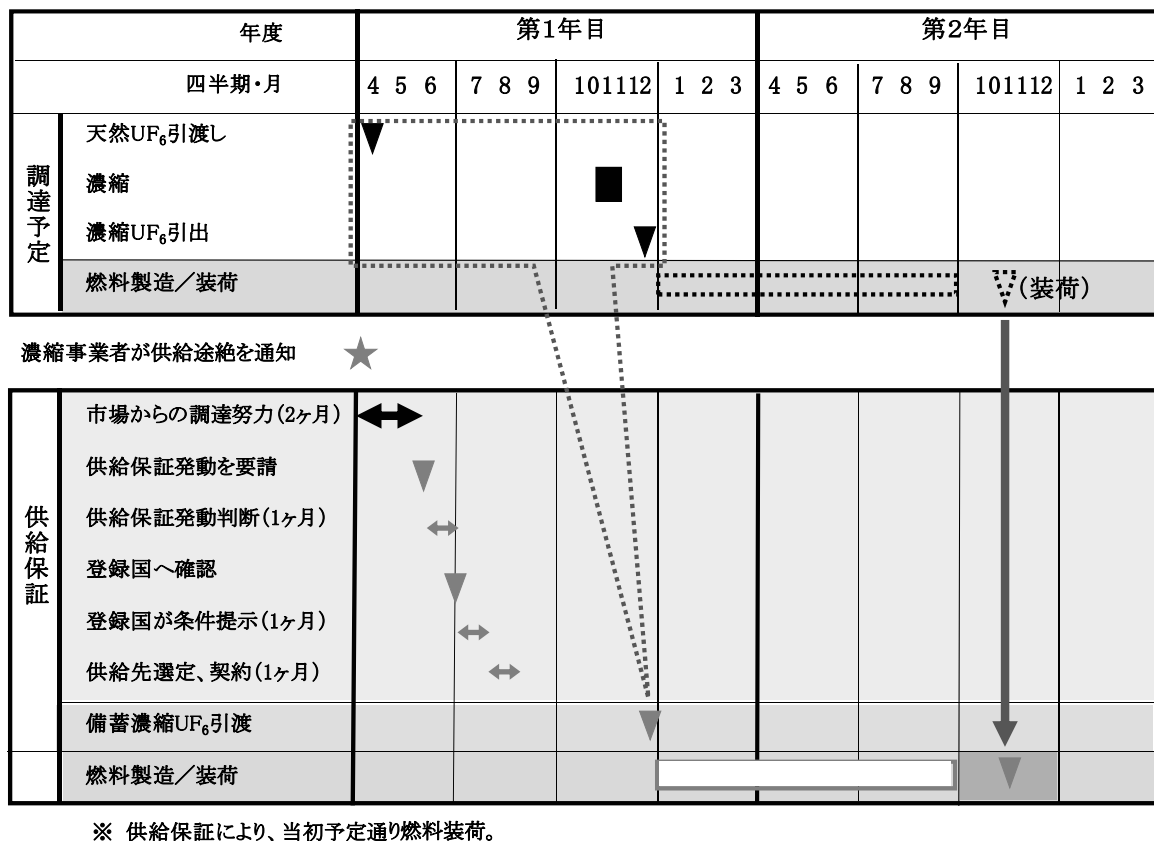 年度 第1年目 第2年目
四半期・月 4 5 6 7 8 9 10 11 12 1 2 3 4 5 6 7 8 9 10 11 12 1 2 3
調達予定
天然UF₆引渡し
濃縮
濃縮UF₆引出
燃料製造／装荷 (装荷)
濃縮事業者が供給途絶を通知
供給保証
市場からの調達努力(2ヶ月)
供給保証発動を要請
供給保証発動判断(1ヶ月)
登録国へ確認
登録国が条件提示(1ヶ月)
供給先選定、契約(1ヶ月)
備蓄濃縮UF₆引渡
燃料製造／装荷
※ 供給保証により、当初予定通り燃料装荷。